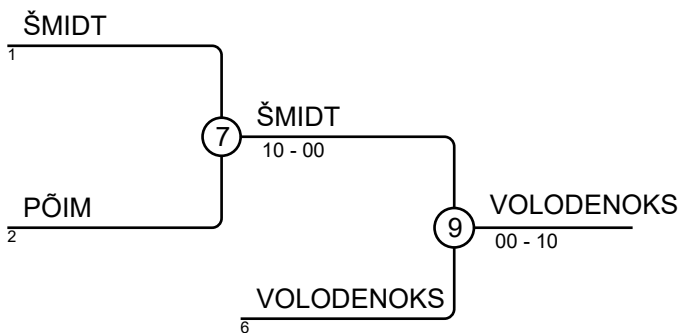 ŠMIDT
1
7
ŠMIDT
10 - 00
PÕIM
2
9
VOLODENOKS
00 - 10
VOLODENOKS
6